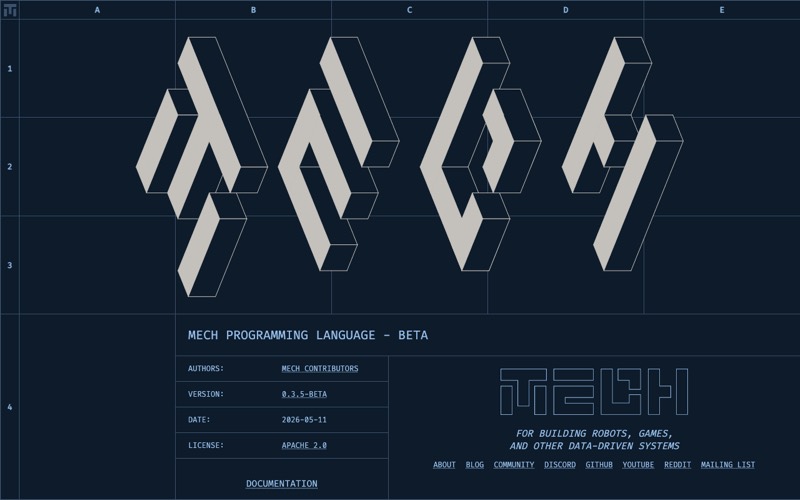 A B C D E
1
2
3
4
MECH PROGRAMMING LANGUAGE – BETA
AUTHORS: MECH CONTRIBUTORS
VERSION: 0.3.5-BETA
DATE: 2026-05-11
LICENSE: APACHE 2.0
DOCUMENTATION
MECH
FOR BUILDING ROBOTS, GAMES,
AND OTHER DATA-DRIVEN SYSTEMS
ABOUT BLOG COMMUNITY DISCORD GITHUB YOUTUBE REDDIT MAILING LIST